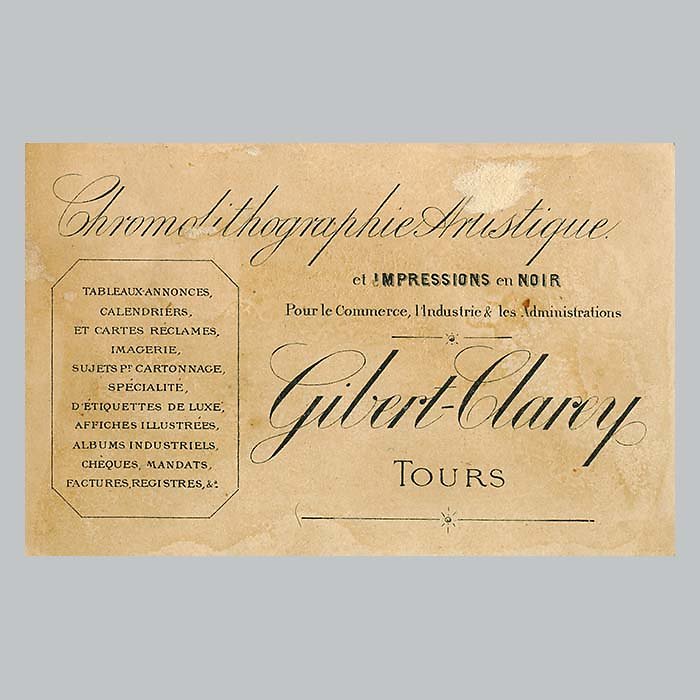 Chromolithographie Artistique.
et IMPRESSIONS en NOIR
Pour le Commerce, l'Industrie & les Administrations
TABLEAUX-ANNONCES,
CALENDRIERS,
ET CARTES RÉCLAMES,
IMAGERIE,
SUJETS Pr CARTONNAGE,
SPÉCIALITÉ,
D'ÉTIQUETTES DE LUXE,
AFFICHES ILLUSTRÉES,
ALBUMS INDUSTRIELS,
CHÈQUES, MANDATS,
FACTURES, REGISTRES, &a.
Gibert-Clarey
TOURS